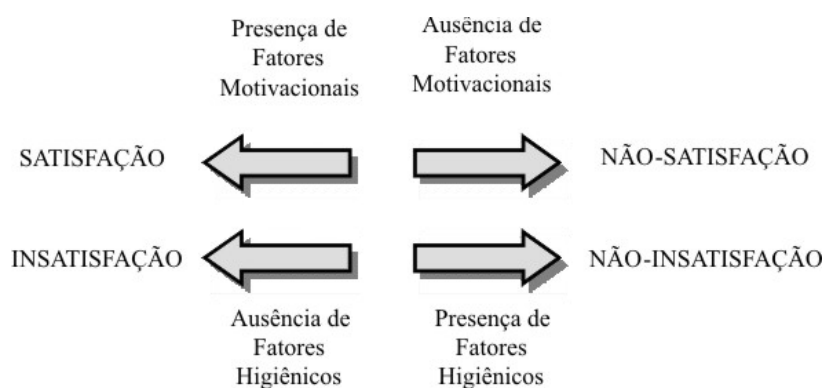 Presença de
Fatores
Motivacionais
Ausência de
Fatores
Motivacionais
SATISFAÇÃO
NÃO-SATISFAÇÃO
INSATISFAÇÃO
NÃO-INSATISFAÇÃO
Ausência de
Fatores
Higiênicos
Presença de
Fatores
Higiênicos